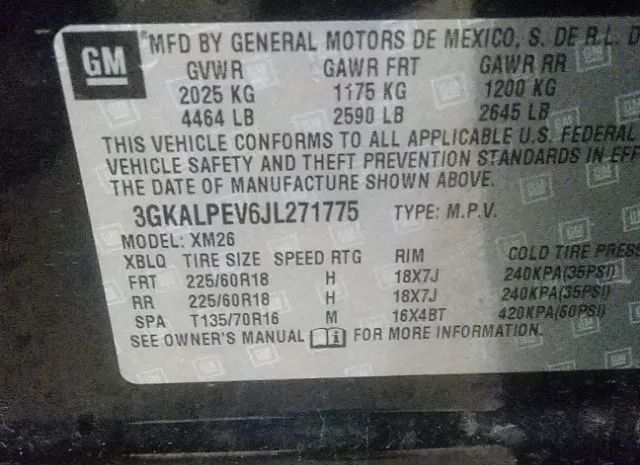 GM
MFD BY GENERAL MOTORS DE MEXICO, S. DE R.L. D
GVWR GAWR FRT GAWR RR
2025 KG 1175 KG 1200 KG
4464 LB 2590 LB 2645 LB
THIS VEHICLE CONFORMS TO ALL APPLICABLE U.S. FEDERAL
VEHICLE SAFETY AND THEFT PREVENTION STANDARDS IN EFF
THE DATE OF MANUFACTURE SHOWN ABOVE.
3GKALPEV6JL271775 TYPE: M.P.V.
MODEL: XM26
XBLQ TIRE SIZE SPEED RTG RIM COLD TIRE PRES
FRT 225/60R18 H 18X7J 240KPA(35PSI)
RR 225/60R18 H 18X7J 240KPA(35PSI)
SPA T135/70R16 M 16X4BT 420KPA(60PSI)
SEE OWNER'S MANUAL FOR MORE INFORMATION.